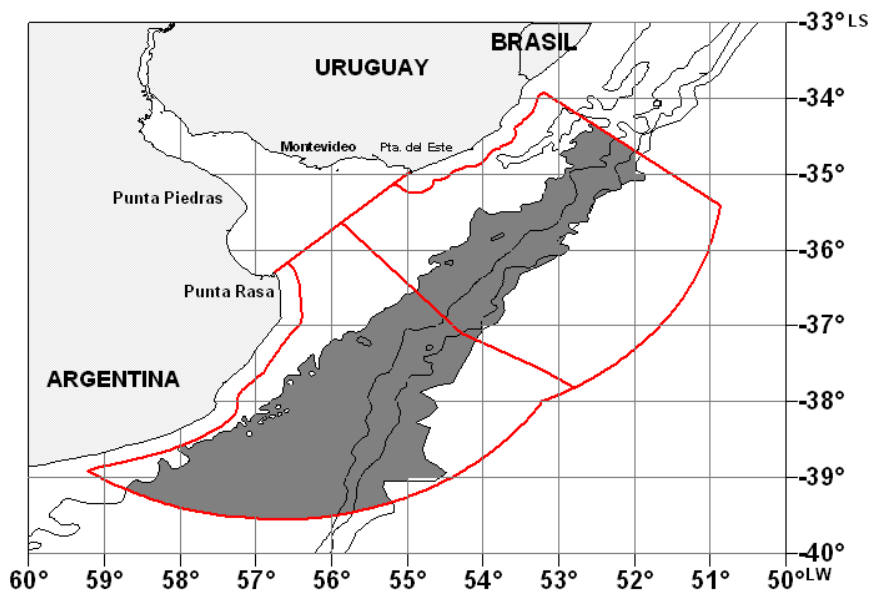 -33° LS
BRASIL
URUGUAY
-34°
Montevideo Pta. del Este
-35°
Punta Piedras
-36°
Punta Rasa
-37°
ARGENTINA
-38°
-39°
-40°
60° 59° 58° 57° 56° 55° 54° 53° 52° 51° 50° LW